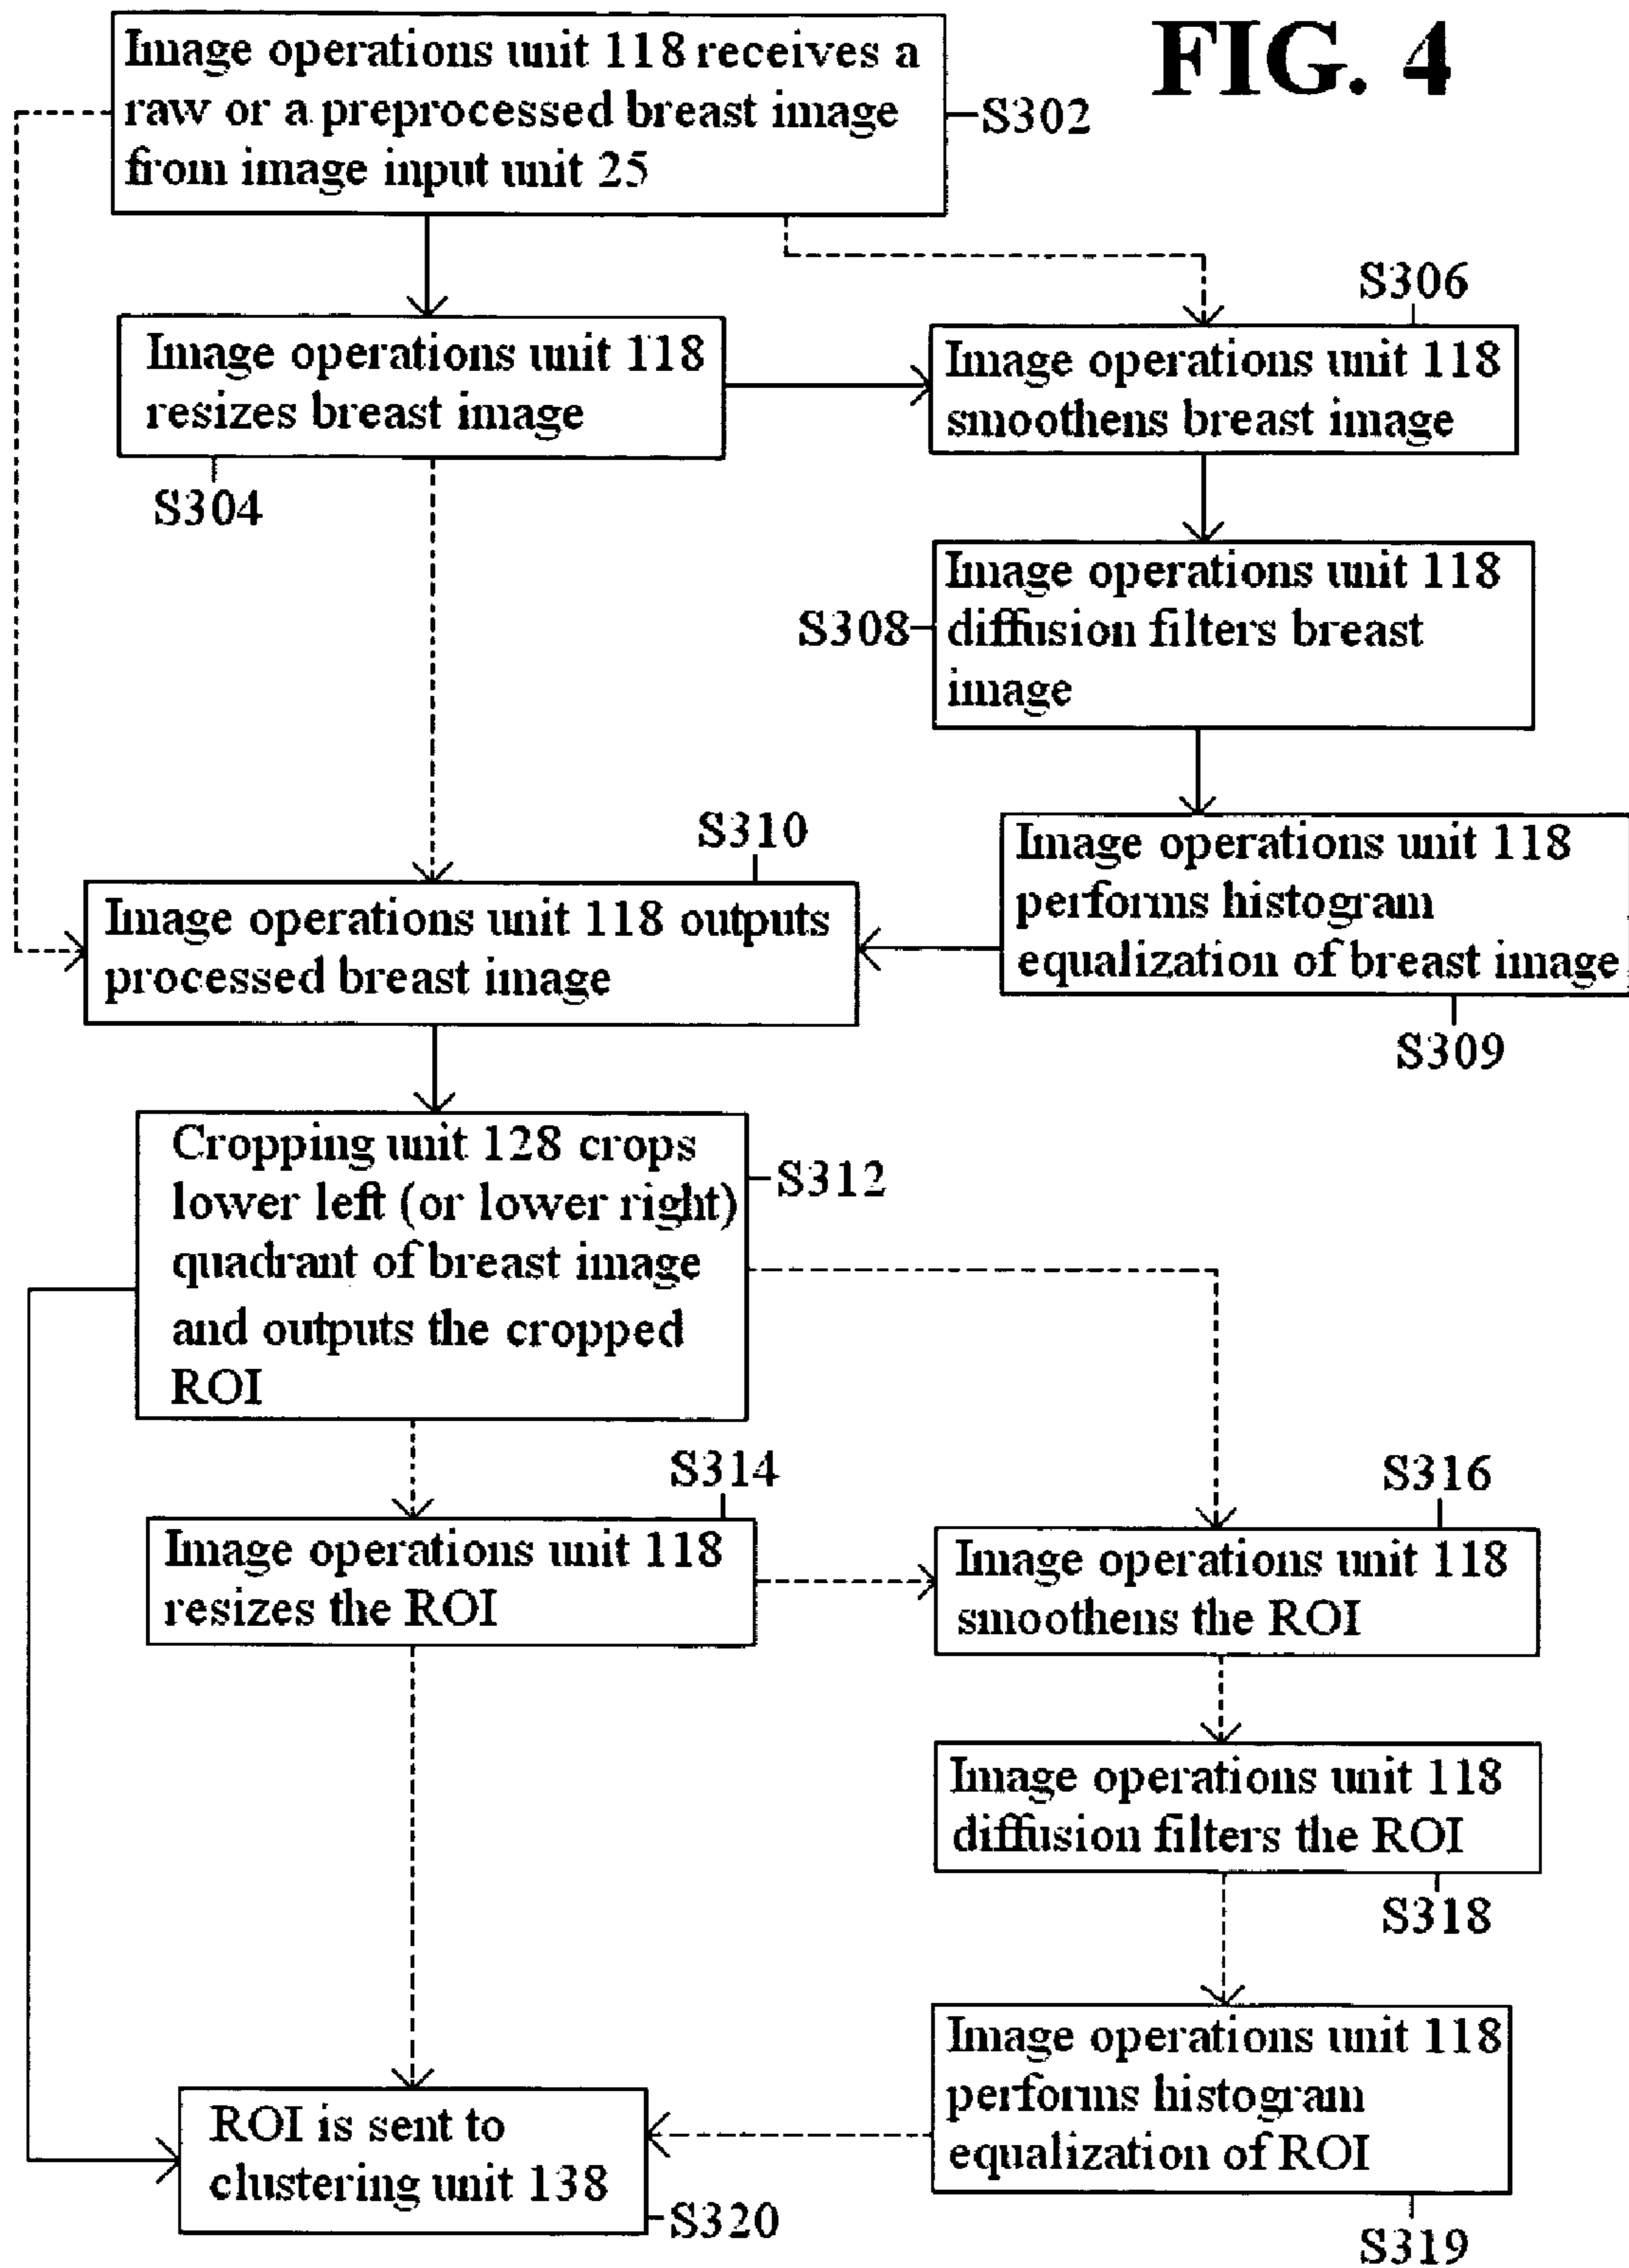 FIG. 4
Image operations unit 118 receives a
raw or a preprocessed breast image
from image input unit 25
S302
S306
Image operations unit 118
resizes breast image
S304
Image operations unit 118
smoothens breast image
Image operations unit 118
diffusion filters breast
image
S308
S310
Image operations unit 118
performs histogram
equalization of breast image
S309
Image operations unit 118 outputs
processed breast image
Cropping unit 128 crops
lower left (or lower right)
quadrant of breast image
and outputs the cropped
ROI
S312
S314
S316
Image operations unit 118
resizes the ROI
Image operations unit 118
smoothens the ROI
Image operations unit 118
diffusion filters the ROI
S318
Image operations unit 118
performs histogram
equalization of ROI
S319
ROI is sent to
clustering unit 138
S320